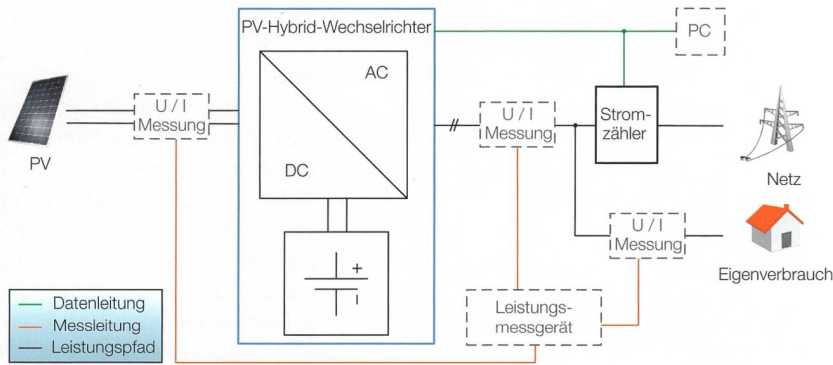 PV-Hybrid-Wechselrichter
PC
AC
U / I
Messung
U / I
Messung
Strom-
zähler
DC
PV
Netz
U / I
Messung
Eigenverbrauch
+
–
Leistungs-
messgerät
Datenleitung
Messleitung
Leistungspfad